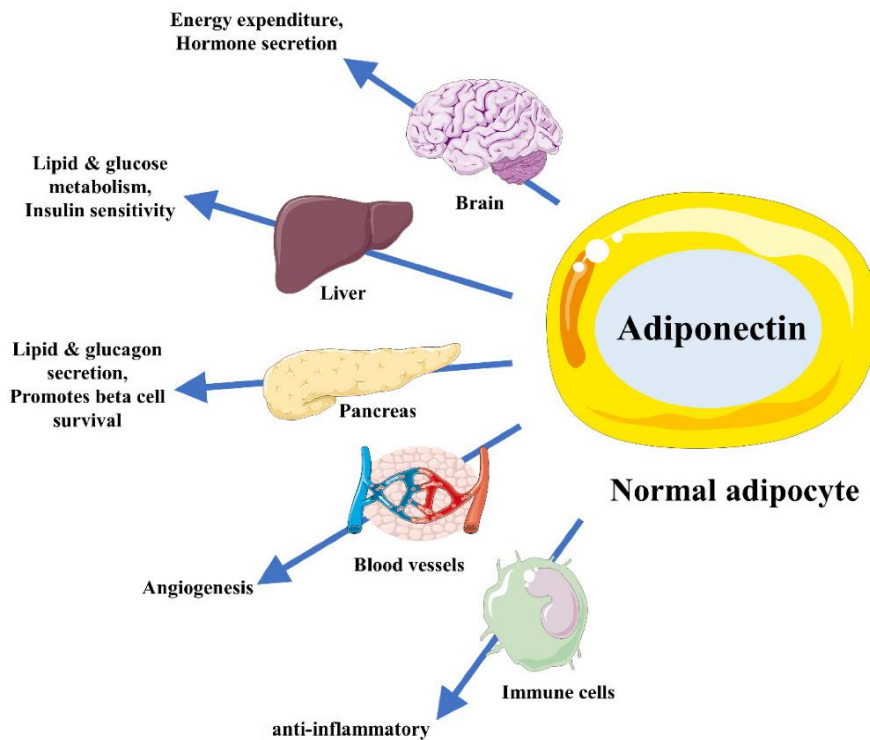 Energy expenditure,
Hormone secretion
Brain
Lipid & glucose
metabolism,
Insulin sensitivity
Liver
Adiponectin
Lipid & glucagon
secretion,
Promotes beta cell
survival
Pancreas
Normal adipocyte
Blood vessels
Angiogenesis
Immune cells
anti-inflammatory